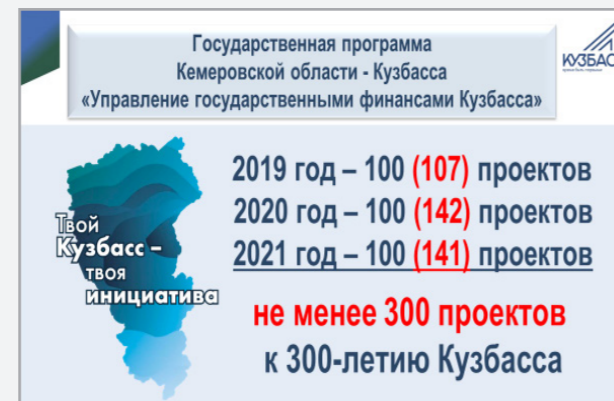 Государственная программа
Кемеровской области - Кузбасса
«Управление государственными финансами Кузбасса»
КУЗБАС
Твой
Кузбасс –
твоя
инициатива
2019 год – 100 (107) проектов
2020 год – 100 (142) проектов
2021 год – 100 (141) проектов
не менее 300 проектов
к 300-летию Кузбасса